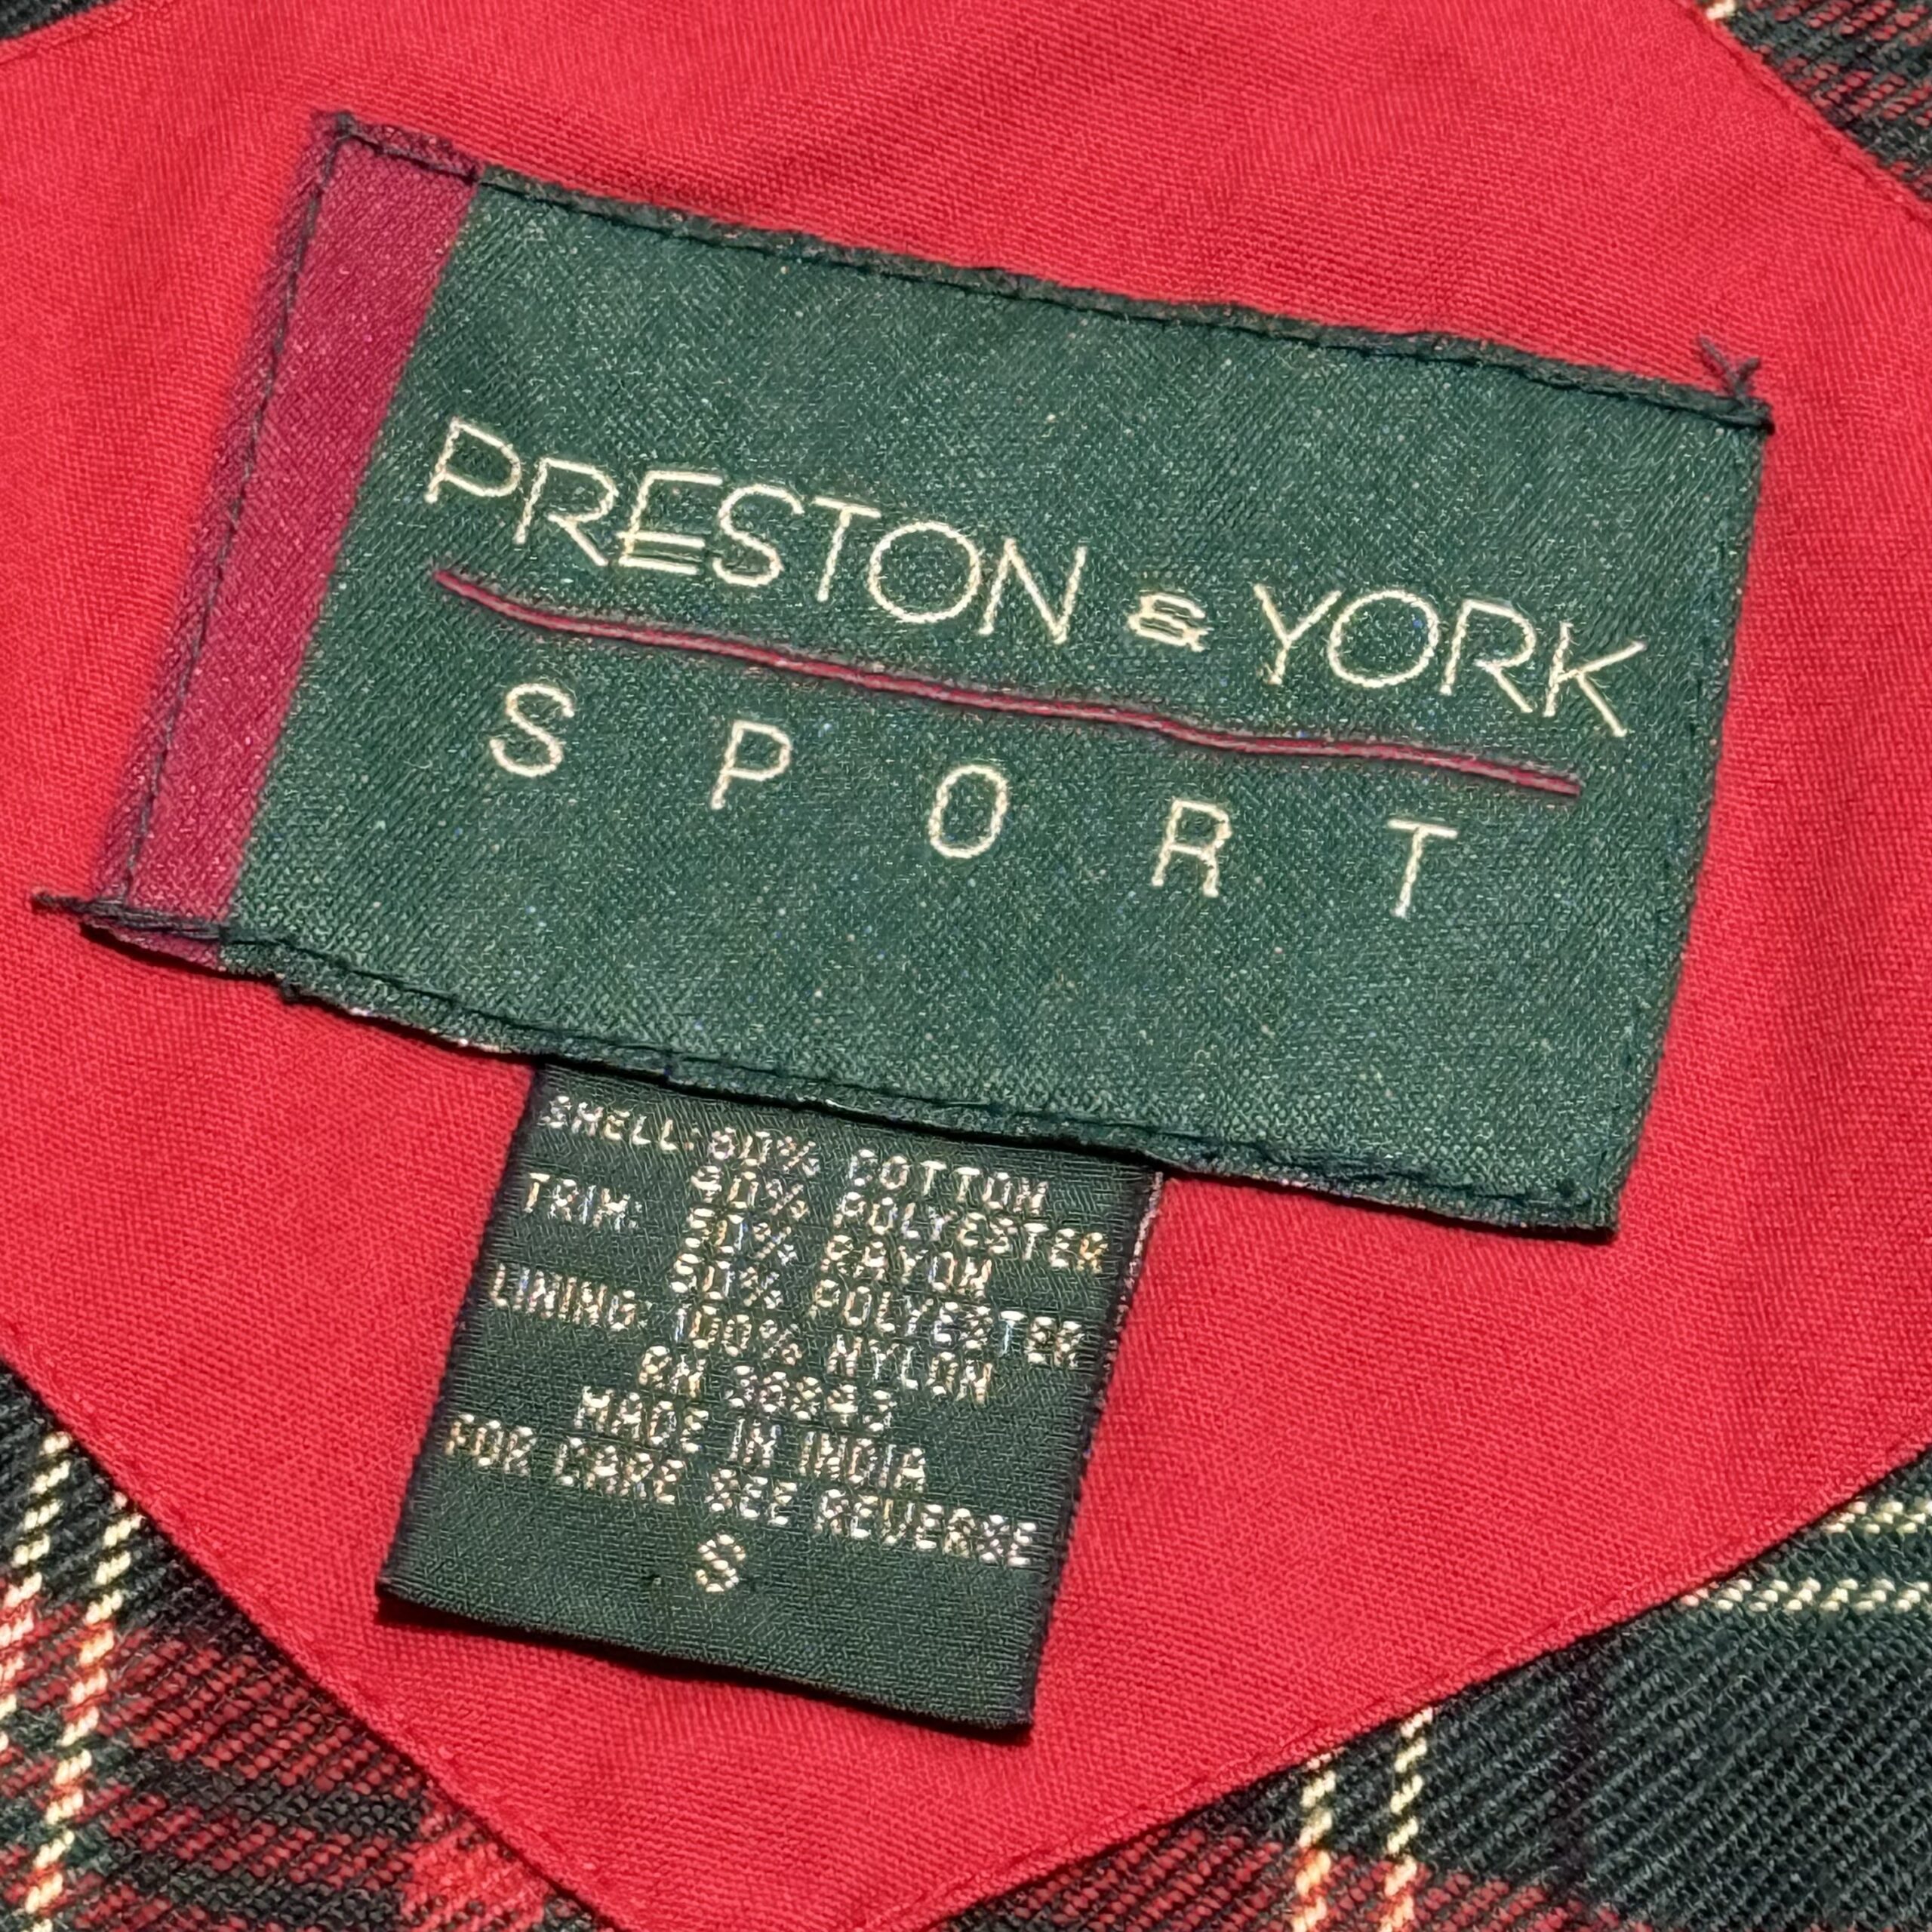 PRESTON & YORK
SPORT
SHELL: 60% COTTON
40% POLYESTER
TRIM: 50% RAYON
50% POLYESTER
LINING: 100% NYLON
RN 36843
MADE IN INDIA
FOR CARE SEE REVERSE
S